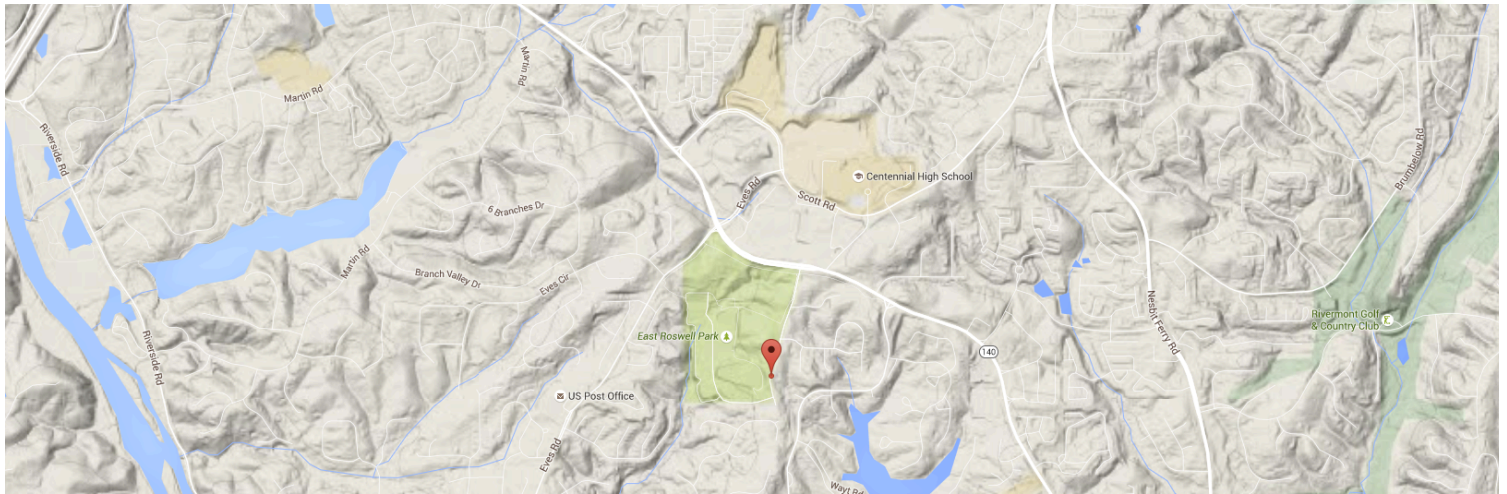 Martin Rd
Martin Rd
Riverside Rd
Centennial High School
Brumbelow Rd
Eves Rd
Scott Rd
6 Branches Dr
Martin Rd
Branch Valley Dr
Eves Cir
Nesbit Ferry Rd
Rivermont Golf
& Country Club
East Roswell Park
Riverside Rd
140
US Post Office
Eves Rd
Wayt Rd